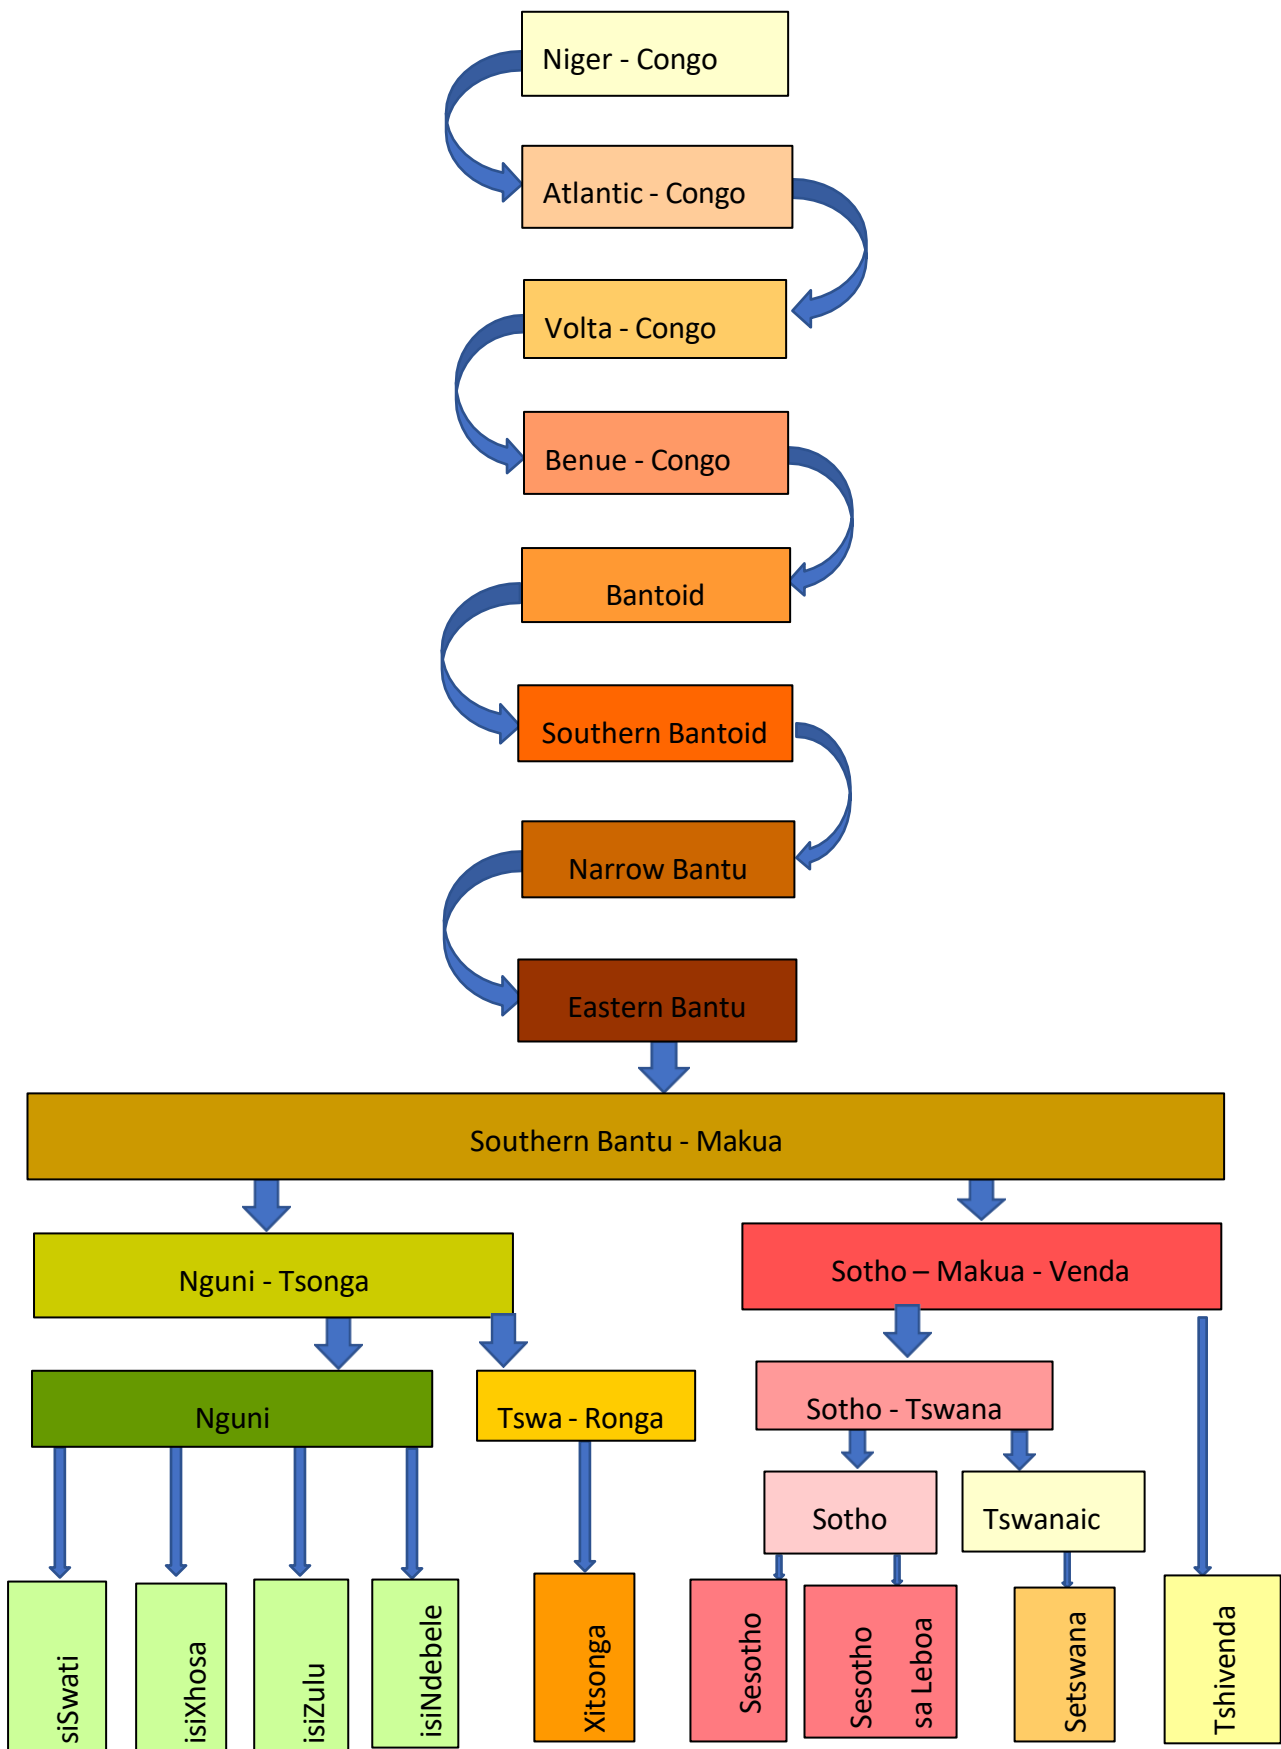 Niger - Congo
Atlantic - Congo
Volta - Congo
Benue - Congo
Bantoid
Southern Bantoid
Narrow Bantu
Eastern Bantu
Southern Bantu - Makua
Nguni - Tsonga
Sotho – Makua - Venda
Nguni
Tswa - Ronga
Sotho - Tswana
Sotho
Tswanaic
siSwati
isiXhosa
isiZulu
isiNdebele
Xitsonga
Sesotho
Sesotho
sa Leboa
Setswana
Tshivenda